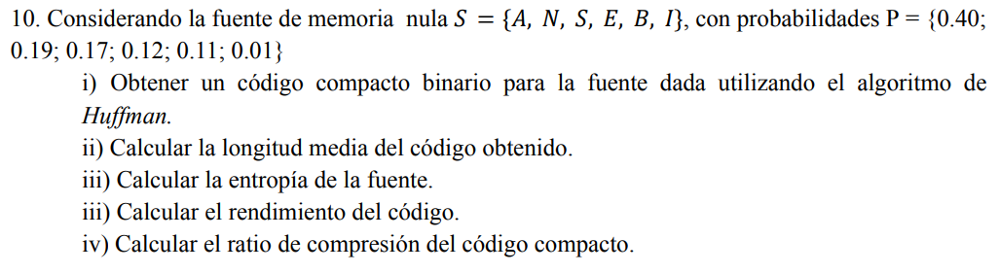 10. Considerando la fuente de memoria nula S = {A, N, S, E, B, I}, con probabilidades P = {0.40;
0.19; 0.17; 0.12; 0.11; 0.01}
i) Obtener un código compacto binario para la fuente dada utilizando el algoritmo de
Huffman.
ii) Calcular la longitud media del código obtenido.
iii) Calcular la entropía de la fuente.
iii) Calcular el rendimiento del código.
iv) Calcular el ratio de compresión del código compacto.